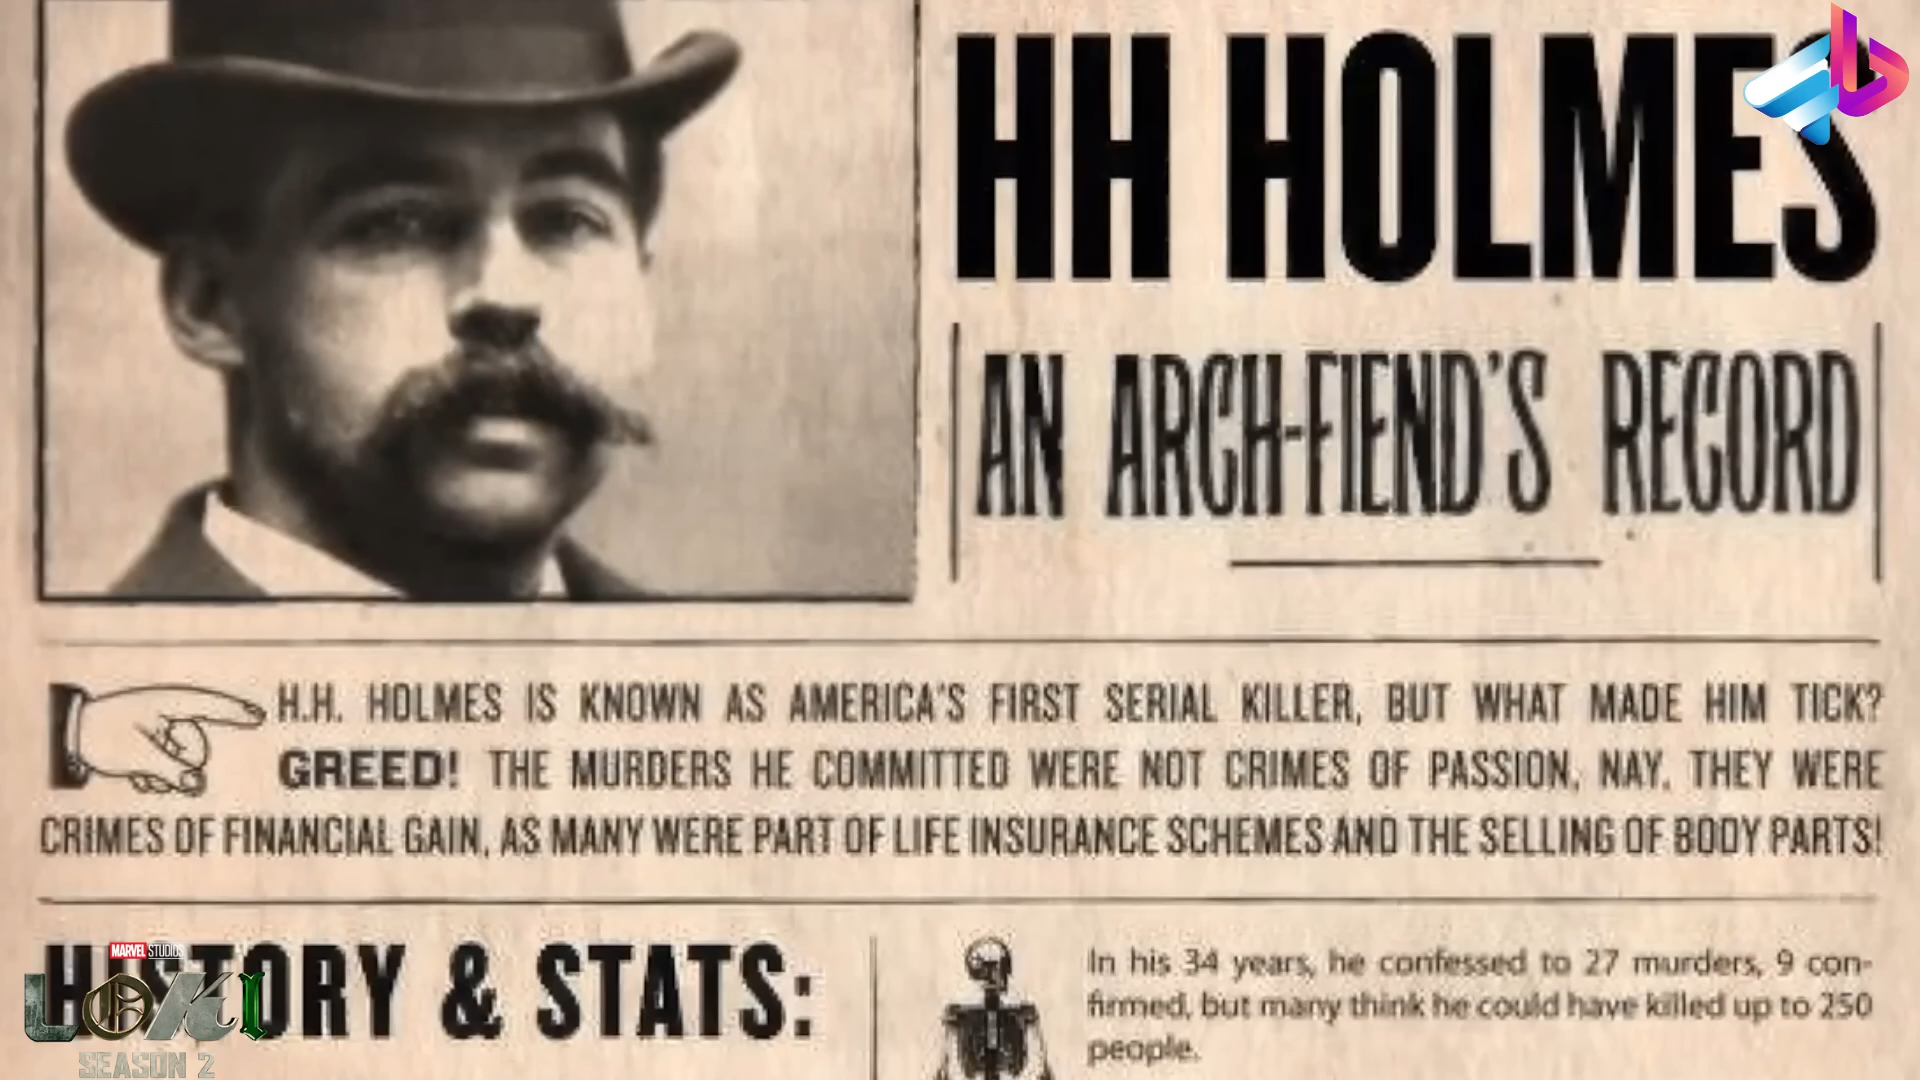 HH HOLMES
AN ARCH-FIEND'S RECORD
H.H. HOLMES IS KNOWN AS AMERICA'S FIRST SERIAL KILLER, BUT WHAT MADE HIM TICK?
GREED! THE MURDERS HE COMMITTED WERE NOT CRIMES OF PASSION, NAY, THEY WERE
CRIMES OF FINANCIAL GAIN, AS MANY WERE PART OF LIFE INSURANCE SCHEMES AND THE SELLING OF BODY PARTS!
HISTORY & STATS:
In his 34 years, he confessed to 27 murders, 9 con-
firmed, but many think he could have killed up to 250
people.
MARVEL STUDIOS
LOKI
SEASON 2